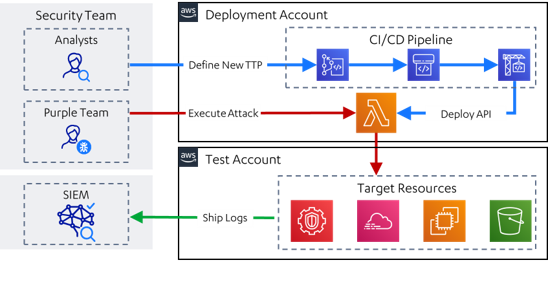 Security Team
Analysts
Purple Team
SIEM
aws
Deployment Account
CI/CD Pipeline
Define New TTP
Execute Attack
Deploy API
aws
Test Account
Target Resources
Ship Logs